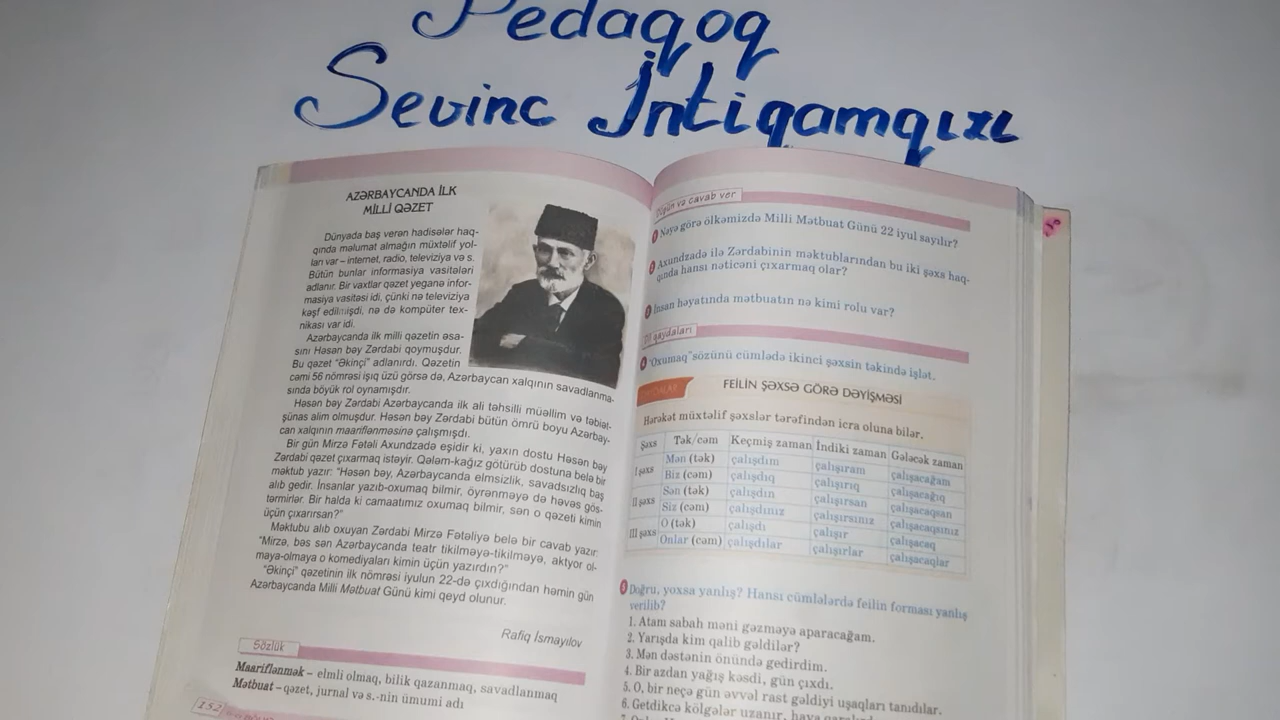 Pedaqoq
Sevinc İntiqamqızı
AZƏRBAYCANDA İLK
MİLLİ QƏZET
Dünyada baş verən hadisələr haq-
qında məlumat almağın müxtəlif yol-
ları var – internet, radio, televiziya və s.
Bütün bunlar informasiya vasitələri
adlanır. Bir vaxtlar qəzet yeganə infor-
masiya vasitəsi idi, çünki nə televiziya
kəşf edilmişdi, nə də kompüter tex-
nikası var idi.
Azərbaycanda ilk milli qəzetin əsa-
sını Həsən bəy Zərdabi qoymuşdur.
Bu qəzet "Əkinçi" adlanırdı. Qəzetin
cəmi 56 nömrəsi işıq üzü görsə də, Azərbaycan xalqının savadlanma-
sında böyük rol oynamışdır.
Həsən bəy Zərdabi Azərbaycanda ilk ali təhsilli müəllim və təbiət-
şünas alim olmuşdur. Həsən bəy Zərdabi bütün ömrü boyu Azərbay-
can xalqının maariflənməsinə çalışmışdı.
Bir gün Mirzə Fətəli Axundzadə eşidir ki, yaxın dostu Həsən bəy
Zərdabi qəzet çıxarmaq istəyir. Qələm-kağız götürüb dostuna belə bir
məktub yazır: "Həsən bəy, Azərbaycanda elmsizlik, savadsızlıq baş
alıb gedir. İnsanlar yazıb-oxumaq bilmir, öyrənməyə də həvəs gös-
tərmirlər. Bir halda ki camaatımız oxumaq bilmir, sən o qəzeti kimin
üçün çıxarırsan?"
Məktubu alıb oxuyan Zərdabi Mirzə Fətəliyə belə bir cavab yazır:
"Mirzə, bəs sən Azərbaycanda teatr tikilməyə-tikilməyə, aktyor ol-
maya-olmaya o komediyaları kimin üçün yazırdın?"
"Əkinçi" qəzetinin ilk nömrəsi iyulun 22-də çıxdığından həmin gün
Azərbaycanda Milli Mətbuat Günü kimi qeyd olunur.
Rafiq İsmayılov
Sözlük
Maariflənmək – elmli olmaq, bilik qazanmaq, savadlanmaq
Mətbuat – qəzet, jurnal və s.-nin ümumi adı
152
Düşün və cavab ver
1 Nəyə görə ölkəmizdə Milli Mətbuat Günü 22 iyul sayılır?
2 Axundzadə ilə Zərdabinin məktublarından bu iki şəxs haq-
qında hansı nəticəni çıxarmaq olar?
3 İnsan həyatında mətbuatın nə kimi rolu var?
Dil qaydaları
4 "Oxumaq" sözünü cümlədə ikinci şəxsin təkində işlət.
FEİLİN ŞƏXSƏ GÖRƏ DƏYİŞMƏSİ
Hərəkət müxtəlif şəxslər tərəfindən icra oluna bilər.
Şəxs Tək/cəm Keçmiş zaman İndiki zaman Gələcək zaman
I şəxs Mən (tək) çalışdım çalışıram çalışacağam
Biz (cəm) çalışdıq çalışırıq çalışacağıq
II şəxs Sən (tək) çalışdın çalışırsan çalışacaqsan
Siz (cəm) çalışdınız çalışırsınız çalışacaqsınız
III şəxs O (tək) çalışdı çalışır çalışacaq
Onlar (cəm) çalışdılar çalışırlar çalışacaqlar
5 Doğru, yoxsa yanlış? Hansı cümlələrdə feilin forması yanlış
verilib?
1. Atam sabah məni gəzməyə aparacağam.
2. Yarışda kim qalib gəldilər?
3. Mən dəstənin önündə gedirdim.
4. Bir azdan yağış kəsdi, gün çıxdı.
5. O, bir neçə gün əvvəl rast gəldiyi uşaqları tanıdılar.
6. Getdikcə kölgələr uzanır, hava